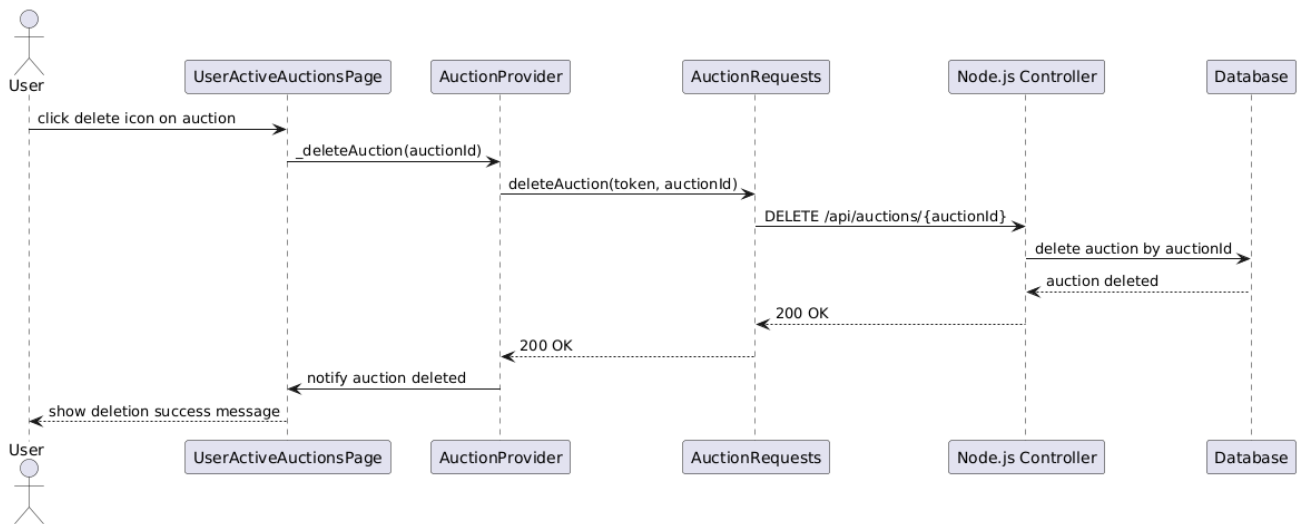 User
UserActiveAuctionsPage
AuctionProvider
AuctionRequests
Node.js Controller
Database
click delete icon on auction
_deleteAuction(auctionId)
deleteAuction(token, auctionId)
DELETE /api/auctions/{auctionId}
delete auction by auctionId
auction deleted
200 OK
200 OK
notify auction deleted
show deletion success message
User
UserActiveAuctionsPage
AuctionProvider
AuctionRequests
Node.js Controller
Database